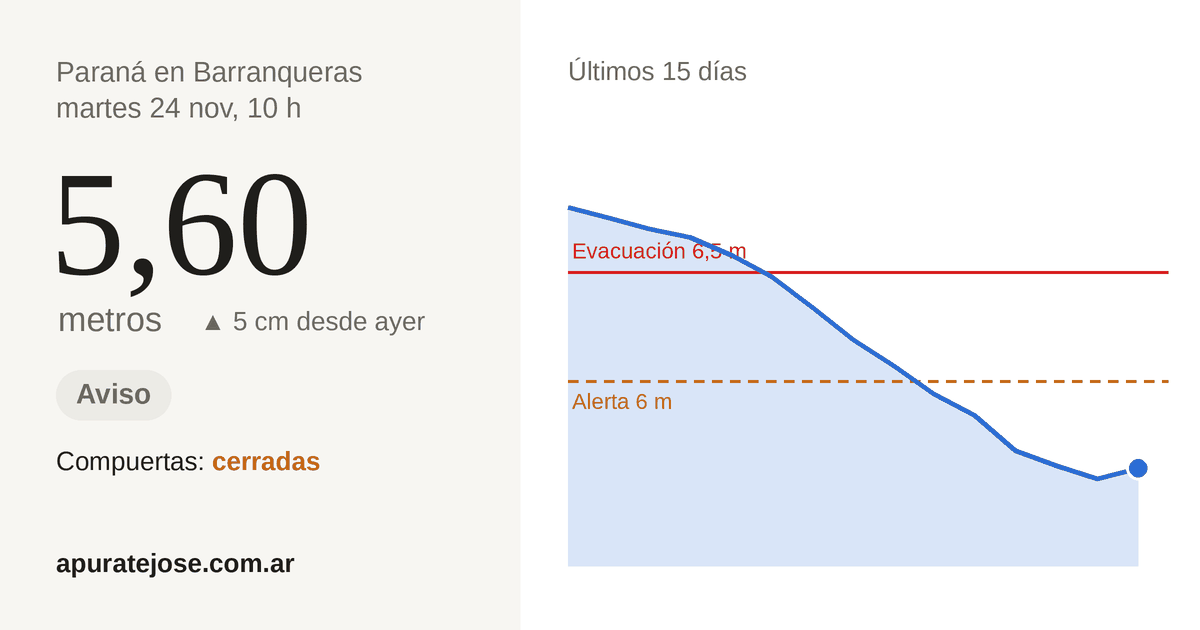 Paraná en Barranqueras
martes 24 nov, 10 h
5,60
metros ▲ 5 cm desde ayer
Aviso
Compuertas: cerradas
apuratejose.com.ar
Últimos 15 días
Evacuación 6,5 m
Alerta 6 m